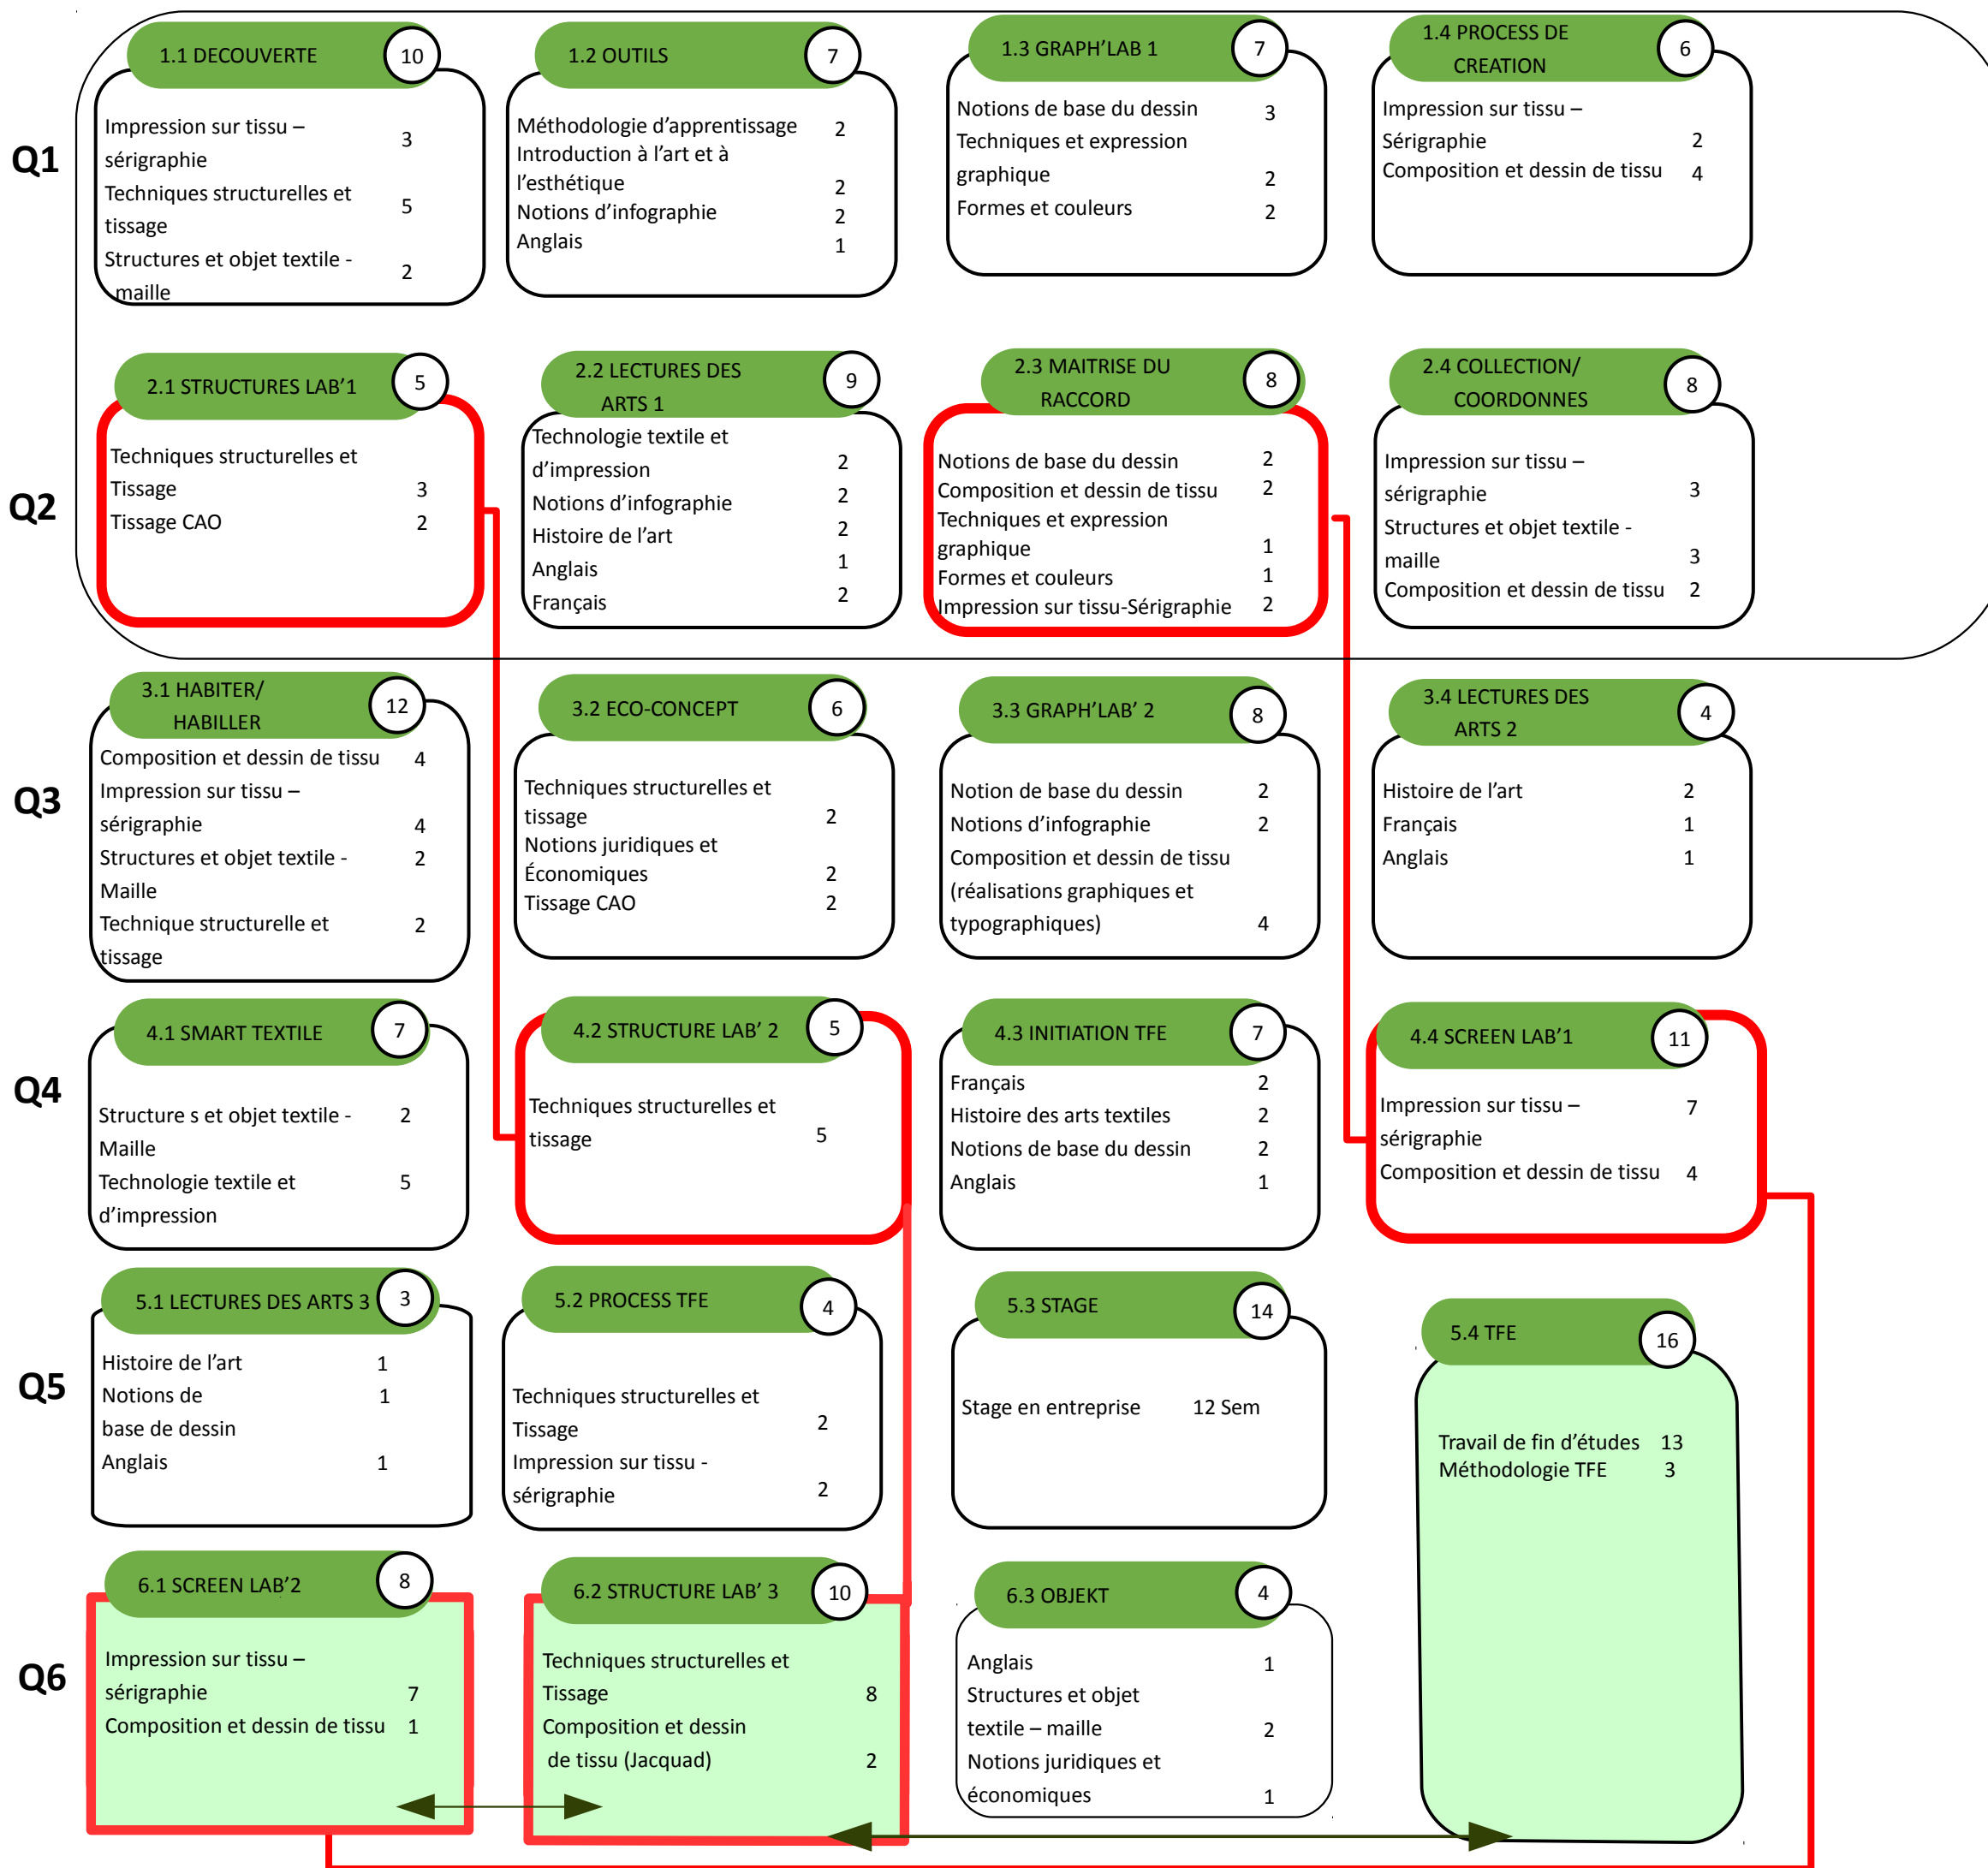 Q1
1.1 DECOUVERTE 10
Impression sur tissu –
sérigraphie 3
Techniques structurelles et
tissage 5
Structures et objet textile -
maille 2
1.2 OUTILS 7
Méthodologie d’apprentissage 2
Introduction à l’art et à
l’esthétique 2
Notions d’infographie 2
Anglais 1
1.3 GRAPH’LAB 1 7
Notions de base du dessin 3
Techniques et expression
graphique 2
Formes et couleurs 2
1.4 PROCESS DE
CREATION 6
Impression sur tissu –
Sérigraphie 2
Composition et dessin de tissu 4
Q2
2.1 STRUCTURES LAB’1 5
Techniques structurelles et
Tissage 3
Tissage CAO 2
2.2 LECTURES DES
ARTS 1 9
Technologie textile et
d’impression 2
Notions d’infographie 2
Histoire de l’art 2
Anglais 1
Français 2
2.3 MAITRISE DU
RACCORD 8
Notions de base du dessin 2
Composition et dessin de tissu 2
Techniques et expression
graphique 1
Formes et couleurs 1
Impression sur tissu-Sérigraphie 2
2.4 COLLECTION/
COORDONNES 8
Impression sur tissu –
sérigraphie 3
Structures et objet textile -
maille 3
Composition et dessin de tissu 2
Q3
3.1 HABITER/
HABILLER 12
Composition et dessin de tissu 4
Impression sur tissu –
sérigraphie 4
Structures et objet textile - 2
Maille
Technique structurelle et 2
tissage
3.2 ECO-CONCEPT 6
Techniques structurelles et
tissage 2
Notions juridiques et
Économiques 2
Tissage CAO 2
3.3 GRAPH’LAB’ 2 8
Notion de base du dessin 2
Notions d’infographie 2
Composition et dessin de tissu
(réalisations graphiques et
typographiques) 4
3.4 LECTURES DES
ARTS 2 4
Histoire de l’art 2
Français 1
Anglais 1
Q4
4.1 SMART TEXTILE 7
Structure s et objet textile - 2
Maille
Technologie textile et 5
d’impression
4.2 STRUCTURE LAB’ 2 5
Techniques structurelles et
tissage 5
4.3 INITIATION TFE 7
Français 2
Histoire des arts textiles 2
Notions de base du dessin 2
Anglais 1
4.4 SCREEN LAB’1 11
Impression sur tissu – 7
sérigraphie
Composition et dessin de tissu 4
Q5
5.1 LECTURES DES ARTS 3 3
Histoire de l’art 1
Notions de 1
base de dessin
Anglais 1
5.2 PROCESS TFE 4
Techniques structurelles et
Tissage 2
Impression sur tissu -
sérigraphie 2
5.3 STAGE 14
Stage en entreprise 12 Sem
5.4 TFE 16
Travail de fin d’études 13
Méthodologie TFE 3
Q6
6.1 SCREEN LAB’2 8
Impression sur tissu –
sérigraphie 7
Composition et dessin de tissu 1
6.2 STRUCTURE LAB’ 3 10
Techniques structurelles et
Tissage 8
Composition et dessin
de tissu (Jacquad) 2
6.3 OBJEKT 4
Anglais 1
Structures et objet
textile – maille 2
Notions juridiques et
économiques 1